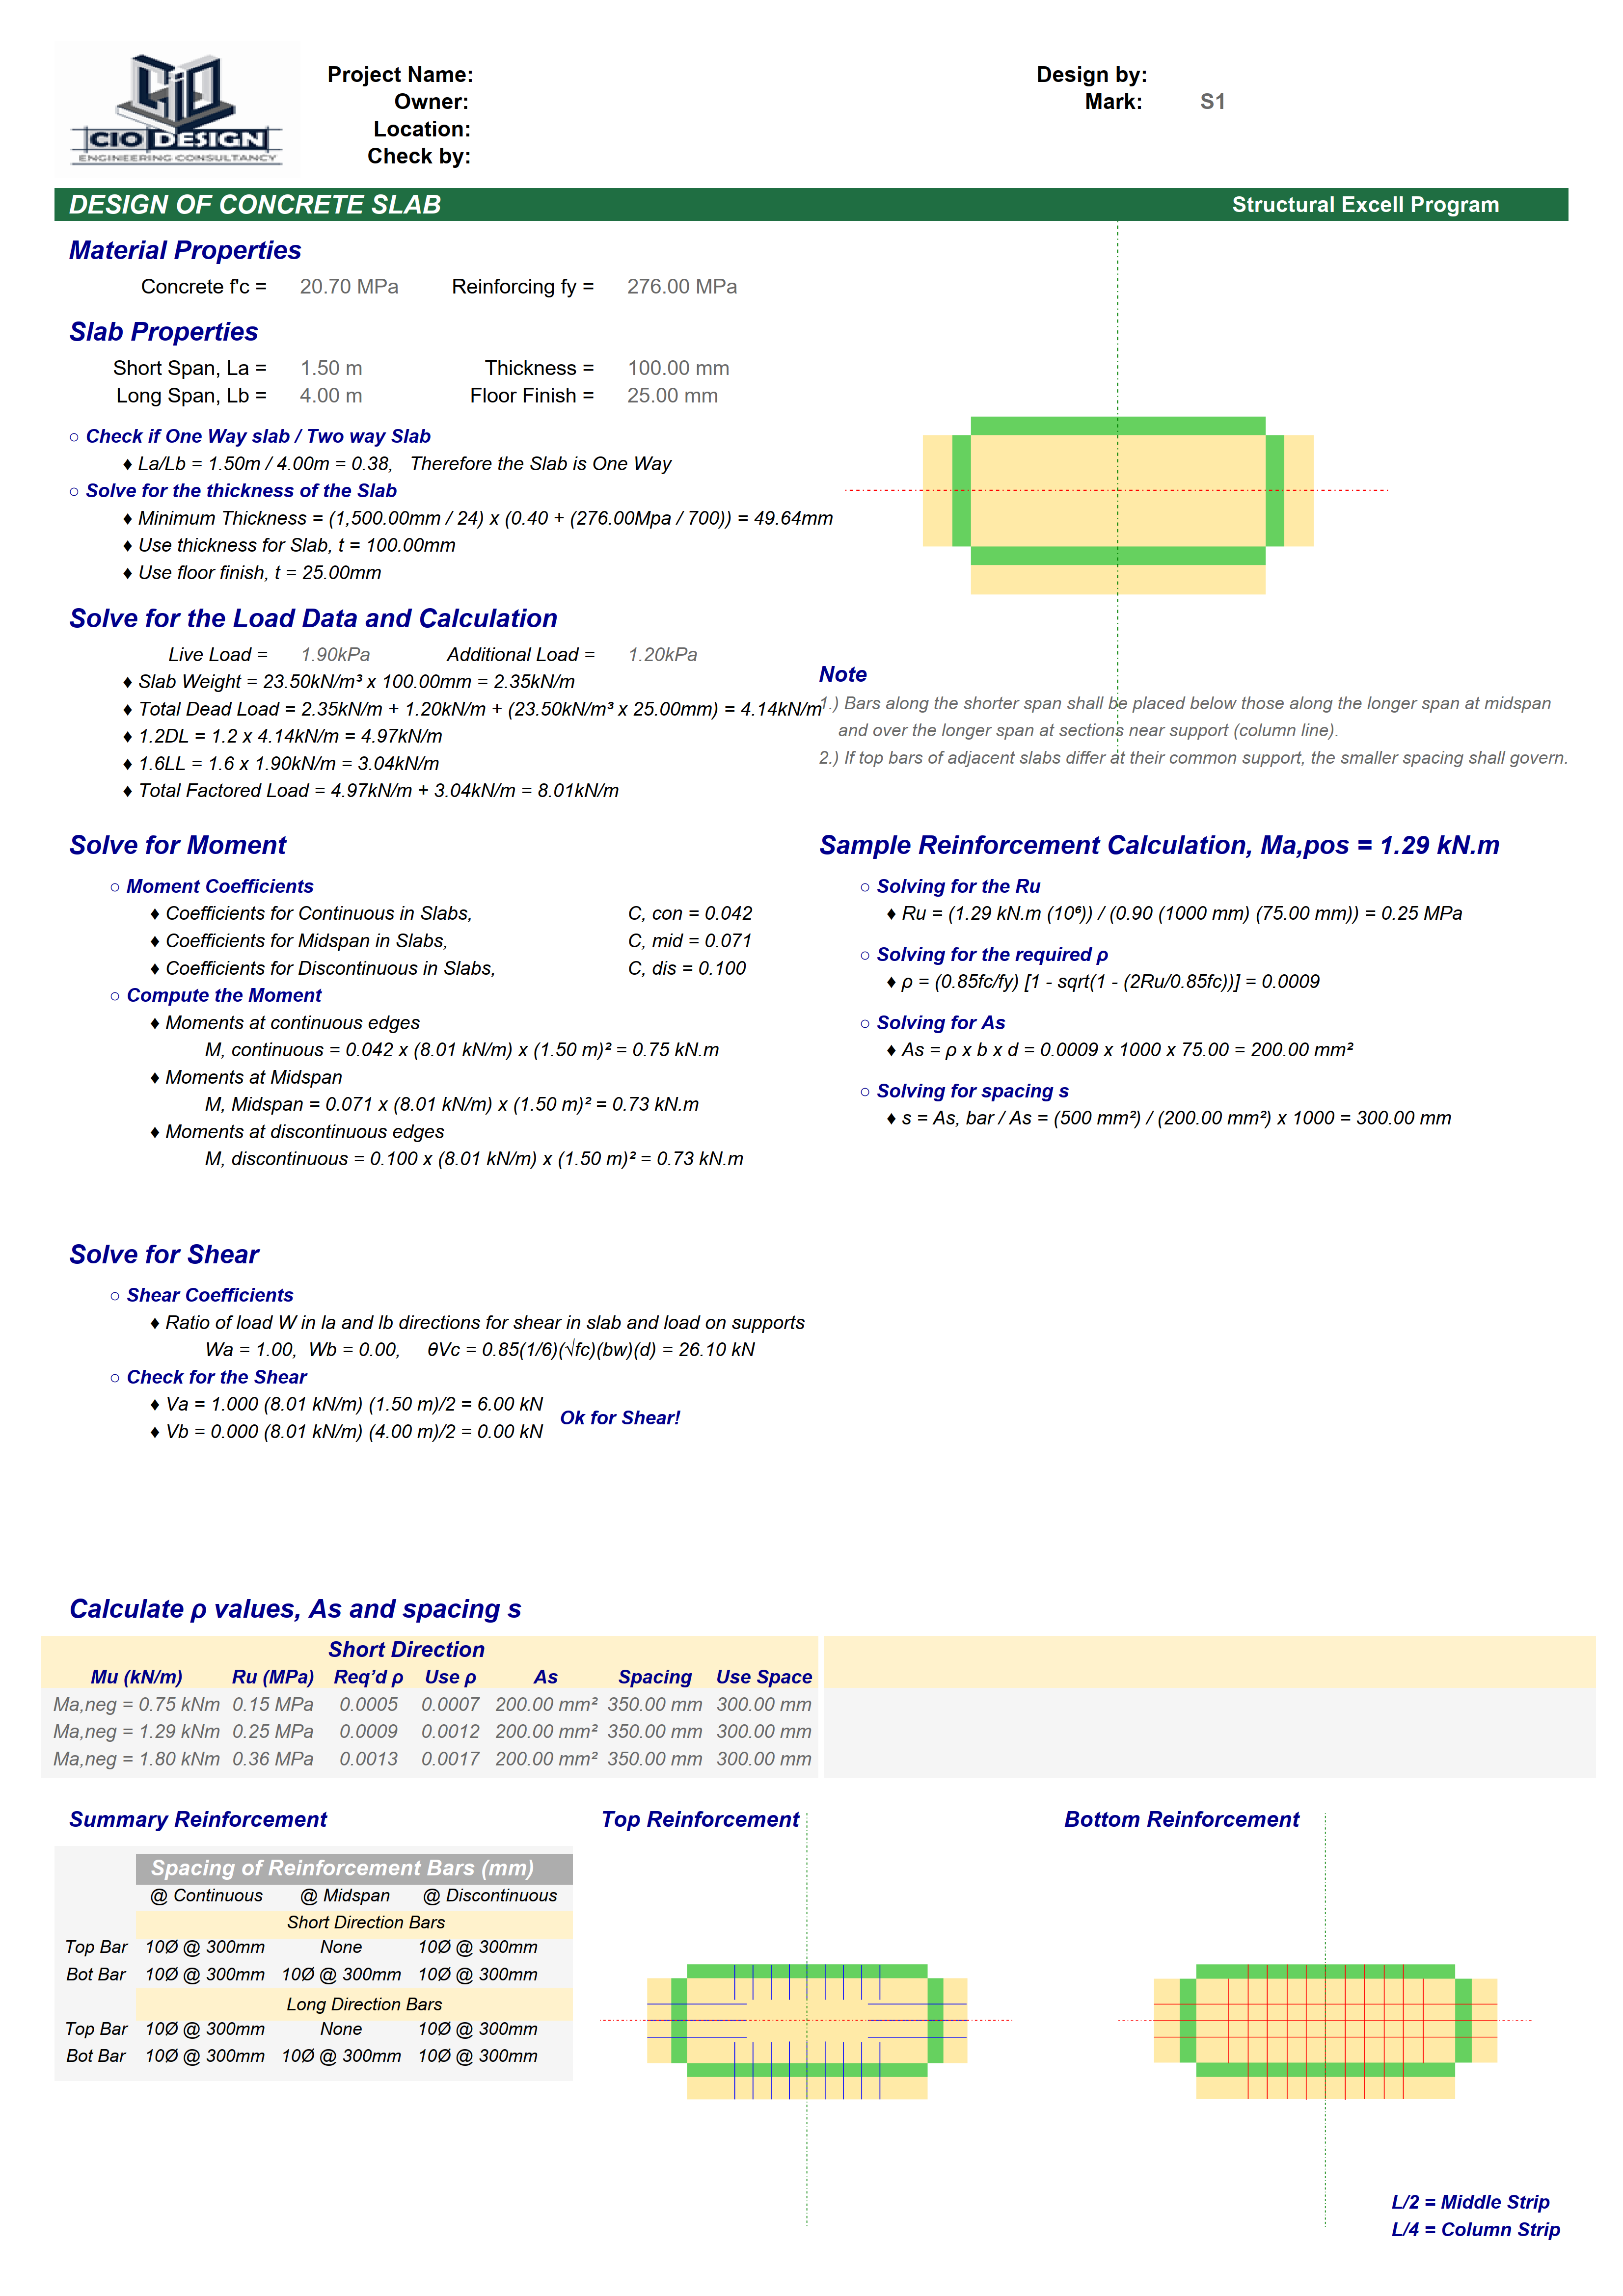 CIO DESIGN
ENGINEERING CONSULTANCY
Project Name:
Owner:
Location:
Check by:
Design by:
Mark: S1
DESIGN OF CONCRETE SLAB Structural Excell Program
Material Properties
Concrete f'c = 20.70 MPa Reinforcing fy = 276.00 MPa
Slab Properties
Short Span, La = 1.50 m Thickness = 100.00 mm
Long Span, Lb = 4.00 m Floor Finish = 25.00 mm
○ Check if One Way slab / Two way Slab
♦ La/Lb = 1.50m / 4.00m = 0.38, Therefore the Slab is One Way
○ Solve for the thickness of the Slab
♦ Minimum Thickness = (1,500.00mm / 24) x (0.40 + (276.00Mpa / 700)) = 49.64mm
♦ Use thickness for Slab, t = 100.00mm
♦ Use floor finish, t = 25.00mm
Solve for the Load Data and Calculation
Live Load = 1.90kPa Additional Load = 1.20kPa
♦ Slab Weight = 23.50kN/m³ x 100.00mm = 2.35kN/m
♦ Total Dead Load = 2.35kN/m + 1.20kN/m + (23.50kN/m³ x 25.00mm) = 4.14kN/m
♦ 1.2DL = 1.2 x 4.14kN/m = 4.97kN/m
♦ 1.6LL = 1.6 x 1.90kN/m = 3.04kN/m
♦ Total Factored Load = 4.97kN/m + 3.04kN/m = 8.01kN/m
Note
1.) Bars along the shorter span shall be placed below those along the longer span at midspan
and over the longer span at sections near support (column line).
2.) If top bars of adjacent slabs differ at their common support, the smaller spacing shall govern.
Solve for Moment
○ Moment Coefficients
♦ Coefficients for Continuous in Slabs, C, con = 0.042
♦ Coefficients for Midspan in Slabs, C, mid = 0.071
♦ Coefficients for Discontinuous in Slabs, C, dis = 0.100
○ Compute the Moment
♦ Moments at continuous edges
M, continuous = 0.042 x (8.01 kN/m) x (1.50 m)² = 0.75 kN.m
♦ Moments at Midspan
M, Midspan = 0.071 x (8.01 kN/m) x (1.50 m)² = 0.73 kN.m
♦ Moments at discontinuous edges
M, discontinuous = 0.100 x (8.01 kN/m) x (1.50 m)² = 0.73 kN.m
Sample Reinforcement Calculation, Ma,pos = 1.29 kN.m
○ Solving for the Ru
♦ Ru = (1.29 kN.m (10⁶)) / (0.90 (1000 mm) (75.00 mm)) = 0.25 MPa
○ Solving for the required ρ
♦ ρ = (0.85fc/fy) [1 - sqrt(1 - (2Ru/0.85fc))] = 0.0009
○ Solving for As
♦ As = ρ x b x d = 0.0009 x 1000 x 75.00 = 200.00 mm²
○ Solving for spacing s
♦ s = As, bar / As = (500 mm²) / (200.00 mm²) x 1000 = 300.00 mm
Solve for Shear
○ Shear Coefficients
♦ Ratio of load W in la and lb directions for shear in slab and load on supports
Wa = 1.00, Wb = 0.00, θVc = 0.85(1/6)(√fc)(bw)(d) = 26.10 kN
○ Check for the Shear
♦ Va = 1.000 (8.01 kN/m) (1.50 m)/2 = 6.00 kN
Ok for Shear!
♦ Vb = 0.000 (8.01 kN/m) (4.00 m)/2 = 0.00 kN
Calculate ρ values, As and spacing s
Short Direction
Mu (kN/m) Ru (MPa) Req'd ρ Use ρ As Spacing Use Space
Ma,neg = 0.75 kNm 0.15 MPa 0.0005 0.0007 200.00 mm² 350.00 mm 300.00 mm
Ma,neg = 1.29 kNm 0.25 MPa 0.0009 0.0012 200.00 mm² 350.00 mm 300.00 mm
Ma,neg = 1.80 kNm 0.36 MPa 0.0013 0.0017 200.00 mm² 350.00 mm 300.00 mm
Summary Reinforcement
Spacing of Reinforcement Bars (mm)
@ Continuous @ Midspan @ Discontinuous
Short Direction Bars
Top Bar 10Ø @ 300mm None 10Ø @ 300mm
Bot Bar 10Ø @ 300mm 10Ø @ 300mm 10Ø @ 300mm
Long Direction Bars
Top Bar 10Ø @ 300mm None 10Ø @ 300mm
Bot Bar 10Ø @ 300mm 10Ø @ 300mm 10Ø @ 300mm
Top Reinforcement
Bottom Reinforcement
L/2 = Middle Strip
L/4 = Column Strip